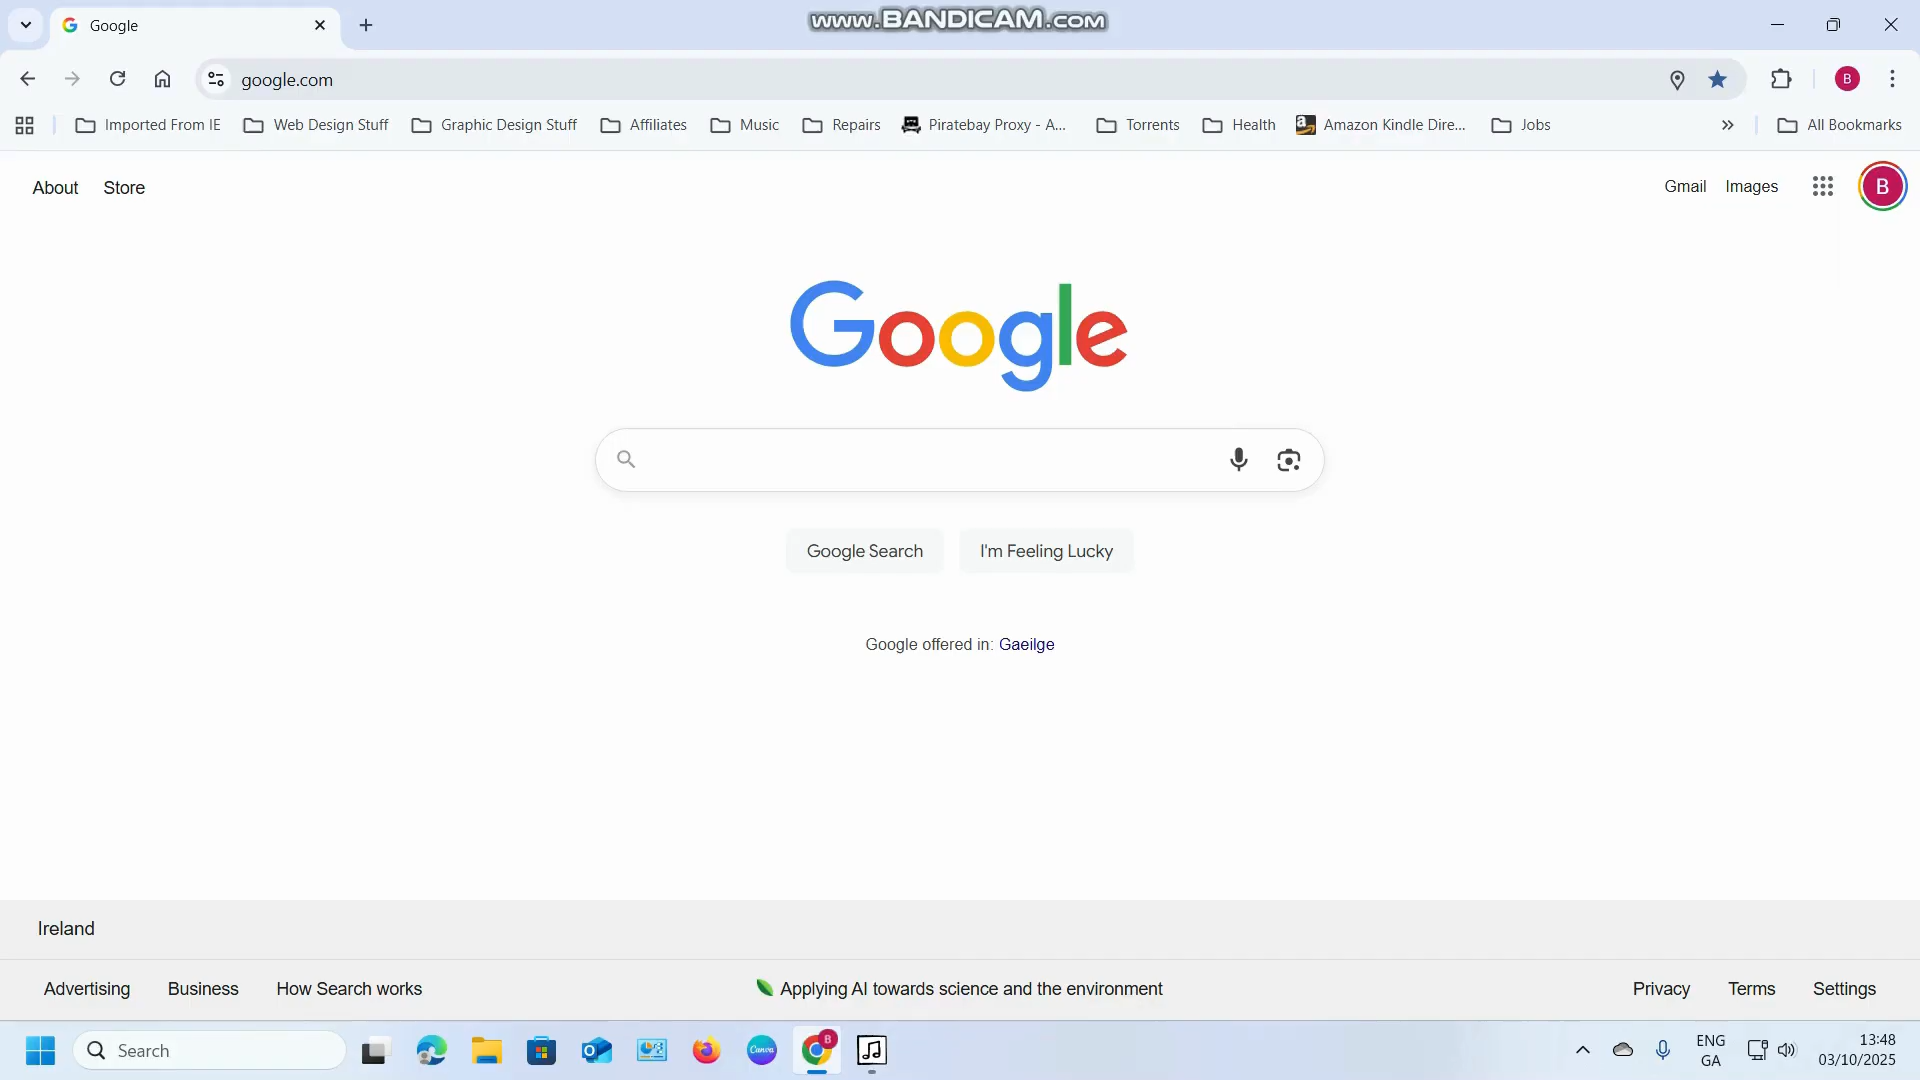 Google
www.BANDICAM.com
google.com
B
Imported From IE
Web Design Stuff
Graphic Design Stuff
Affiliates
Music
Repairs
Piratebay Proxy - A...
Torrents
Health
Amazon Kindle Dire...
Jobs
All Bookmarks
About
Store
Gmail
Images
B
Google
Google Search
I'm Feeling Lucky
Google offered in: Gaeilge
Ireland
Advertising
Business
How Search works
Applying AI towards science and the environment
Privacy
Terms
Settings
Search
Canva
B
ENG
GA
13:48
03/10/2025